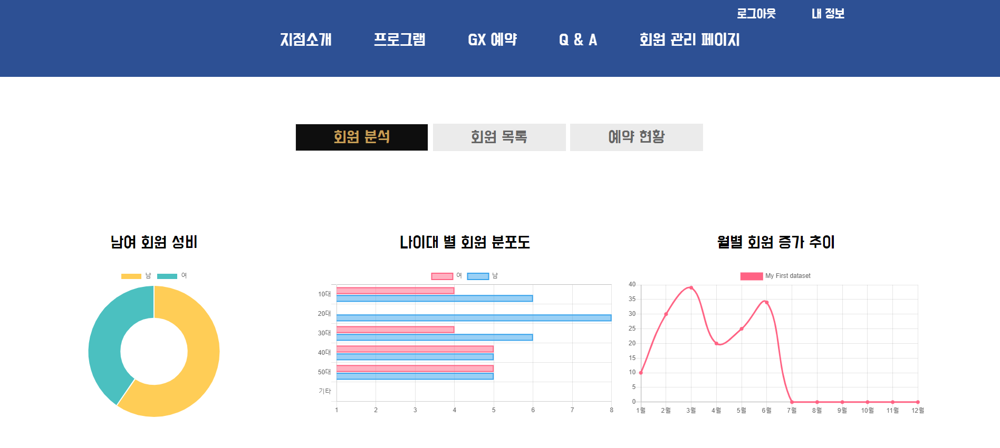 로그아웃 내 정보
지점소개 프로그램 GX 예약 Q & A 회원 관리 페이지
회원 분석 회원 목록 예약 현황
남여 회원 성비
남 여
나이대 별 회원 분포도
여 남
10대
20대
30대
40대
50대
기타
1 2 3 4 5 6 7 8
월별 회원 증가 추이
My First dataset
40
35
30
25
20
15
10
5
0
1월 2월 3월 4월 5월 6월 7월 8월 9월 10월 11월 12월